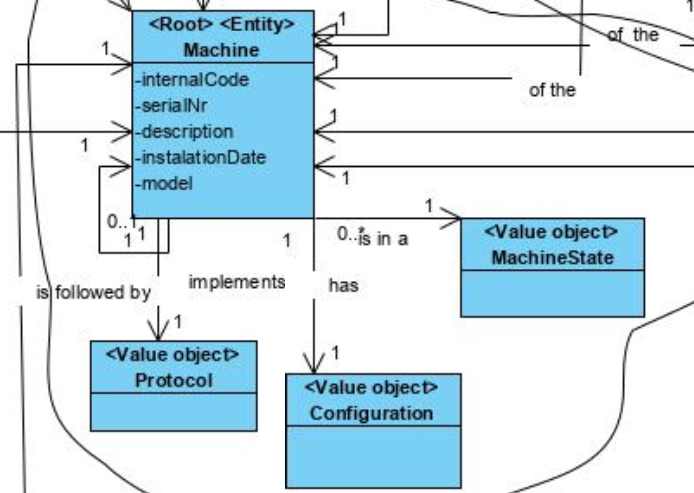 1
<Root> <Entity>
Machine
1
1
of the
-internalCode
-serialNr
-description
-instalationDate
-model
of the
1
1
1
1
0..1
1
1
1
0..*
is in a
1
<Value object>
MachineState
is followed by
implements
has
1
<Value object>
Protocol
1
<Value object>
Configuration